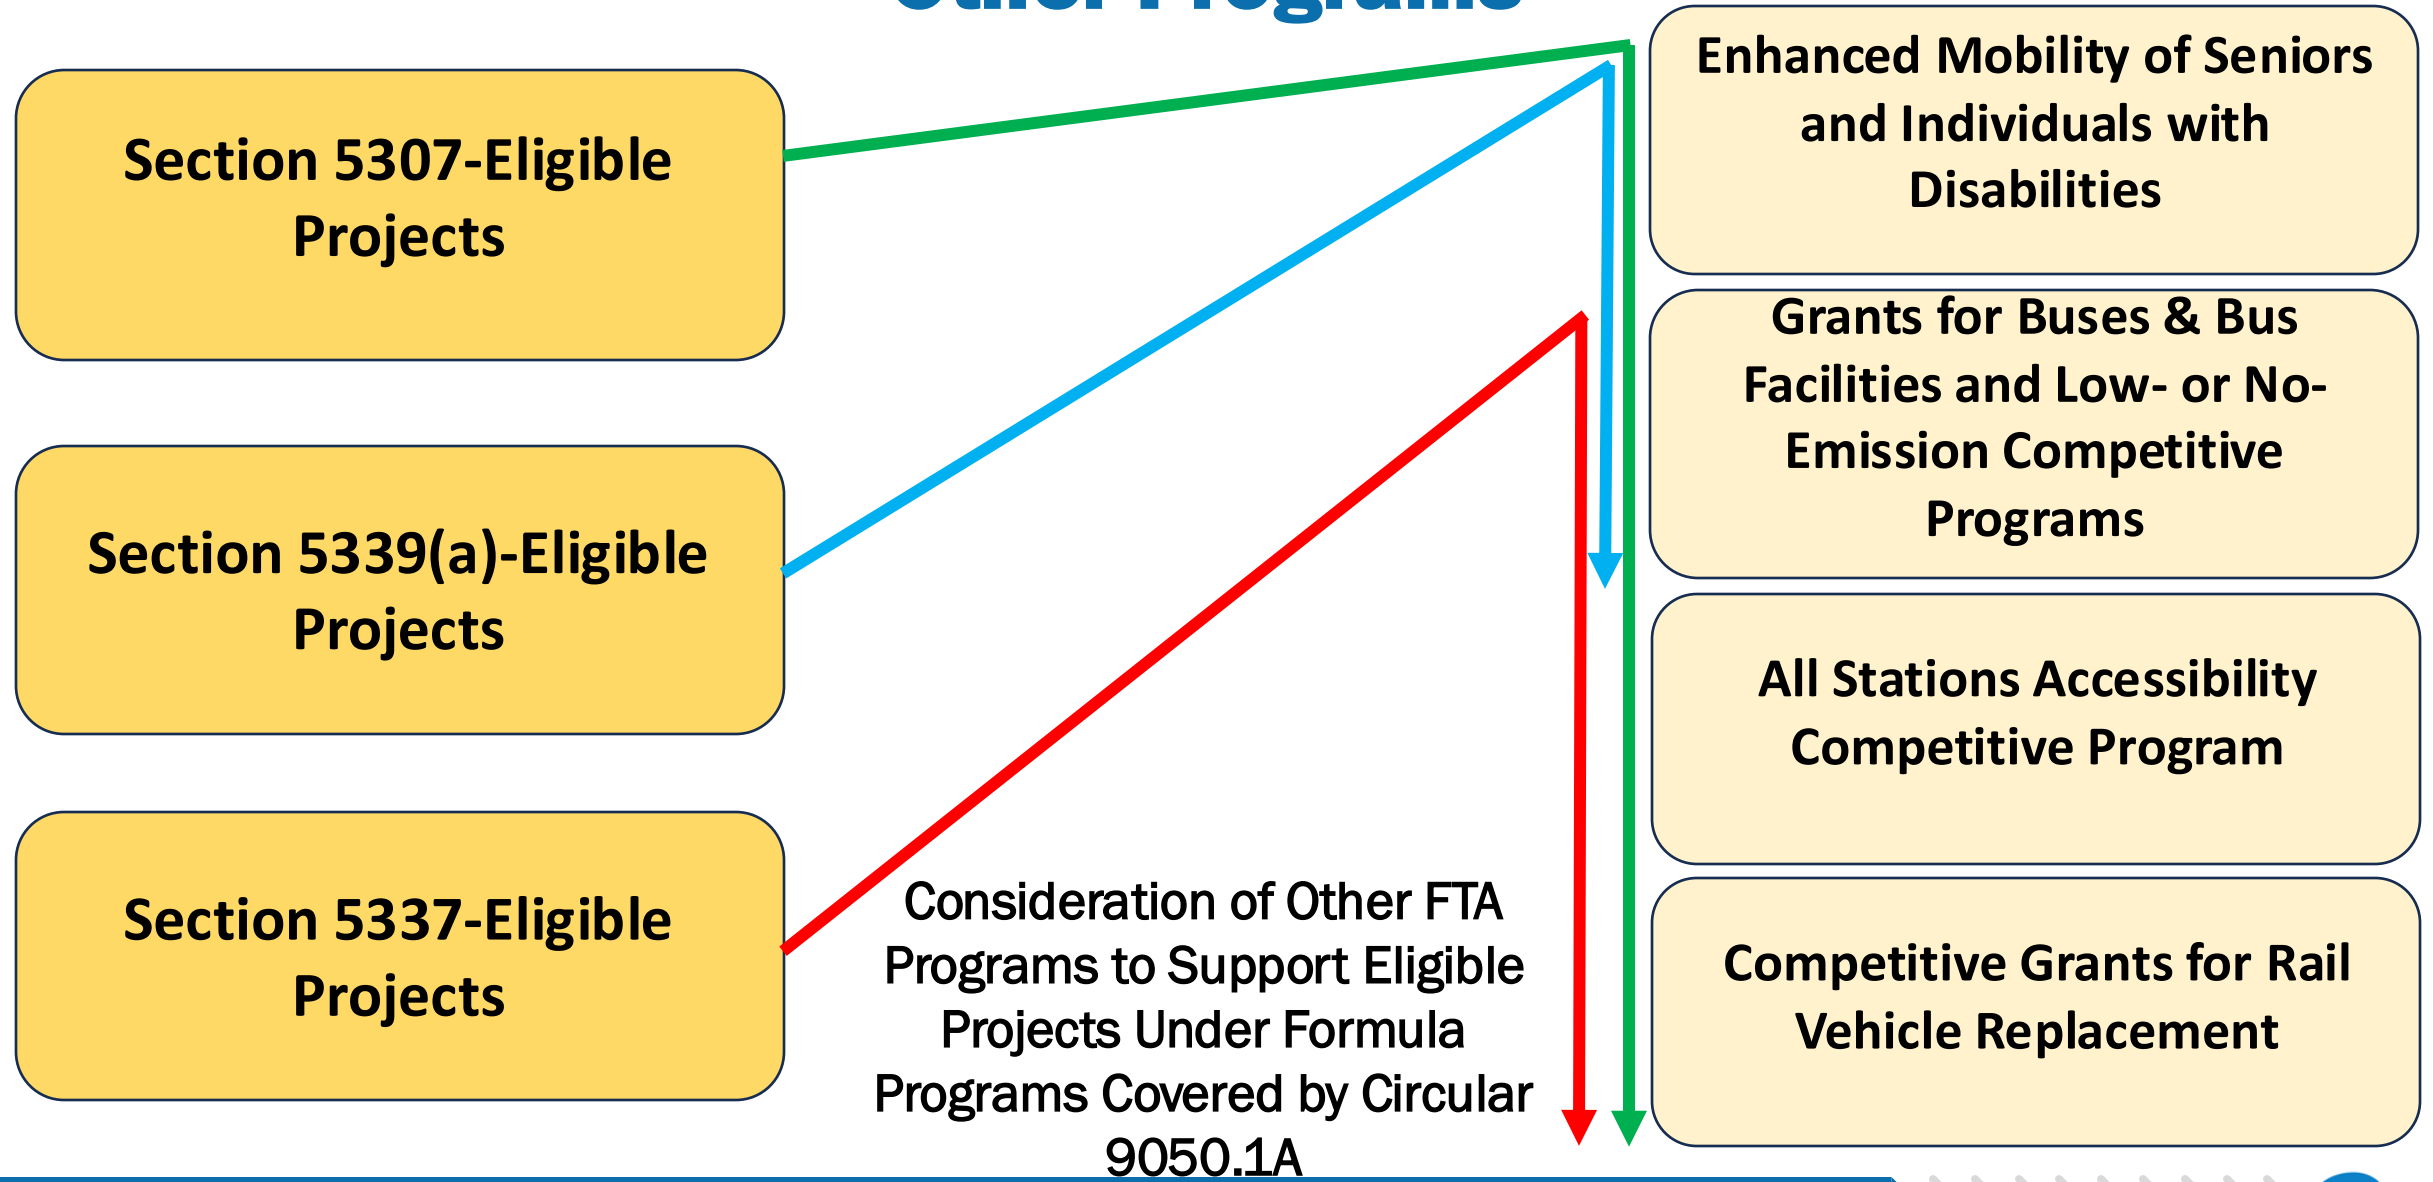 Other Programs
Section 5307-Eligible
Projects
Section 5339(a)-Eligible
Projects
Section 5337-Eligible
Projects
Consideration of Other FTA
Programs to Support Eligible
Projects Under Formula
Programs Covered by Circular
9050.1A
Enhanced Mobility of Seniors
and Individuals with
Disabilities
Grants for Buses & Bus
Facilities and Low- or No-
Emission Competitive
Programs
All Stations Accessibility
Competitive Program
Competitive Grants for Rail
Vehicle Replacement